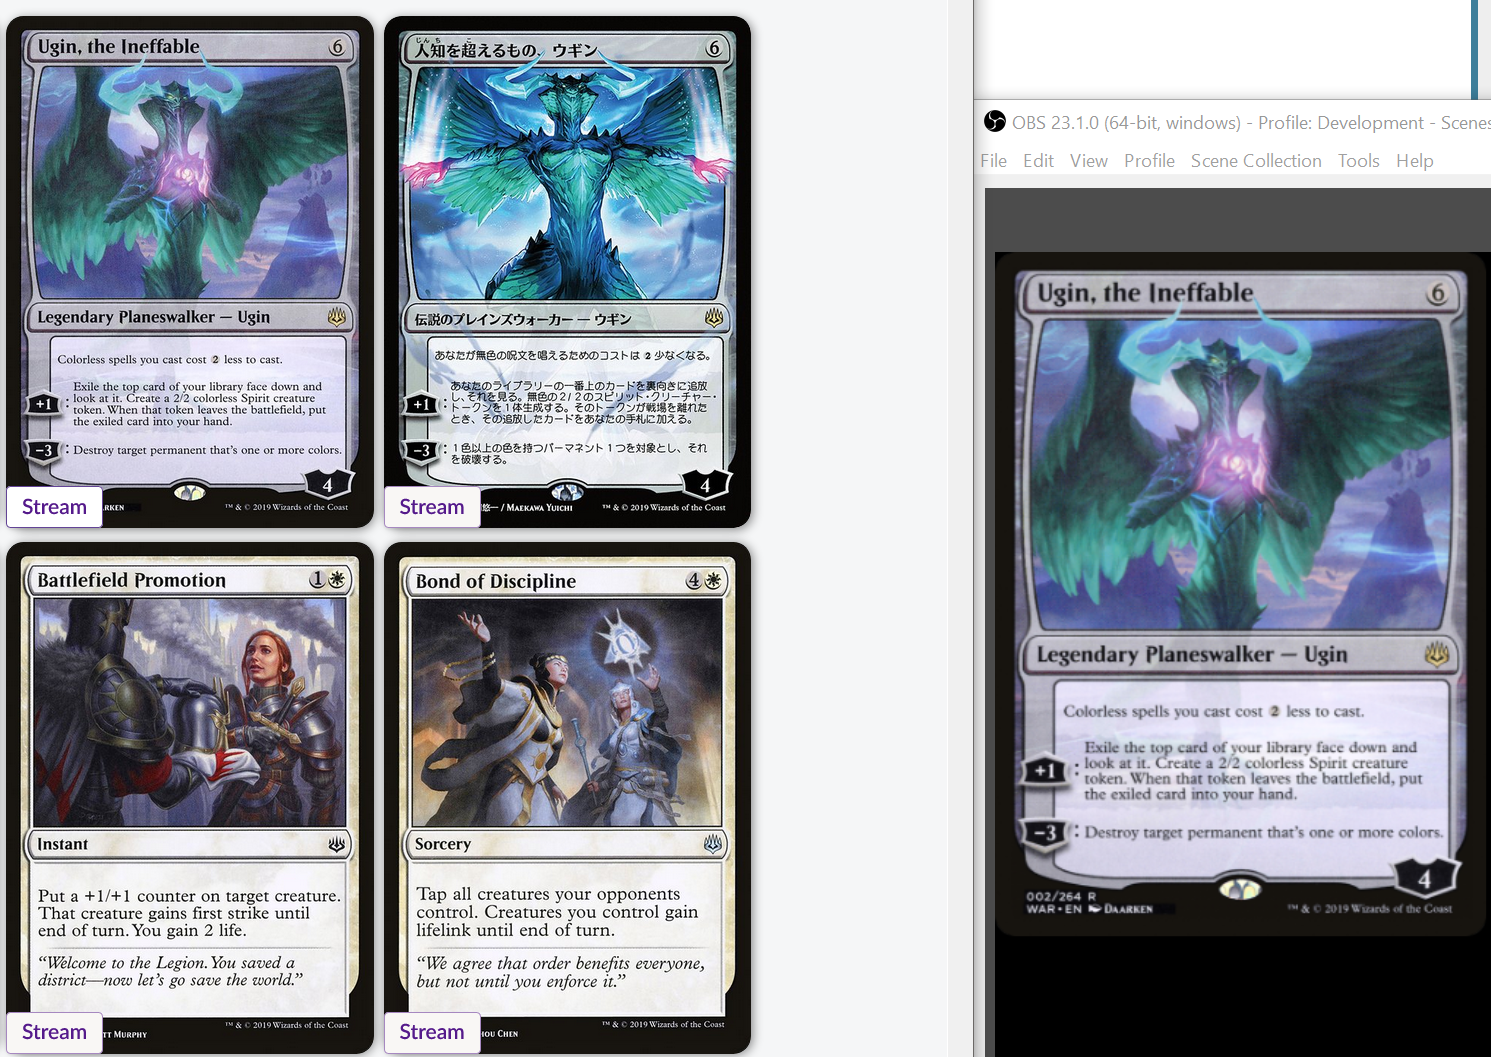 Ugin, the Ineffable 6
Legendary Planeswalker — Ugin
Colorless spells you cast cost 2 less to cast.
+1 : Exile the top card of your library face down and
look at it. Create a 2/2 colorless Spirit creature
token. When that token leaves the battlefield, put
the exiled card into your hand.
−3 : Destroy target permanent that's one or more colors.
4
Stream
ARKEN
™ & © 2019 Wizards of the Coast
じんち こ
人知を超えるもの、ウギン 6
伝説のプレインズウォーカー — ウギン
あなたが無色の呪文を唱えるためのコストは 2 少なくなる。
+1 : あなたのライブラリーの一番上のカードを裏向きに追放
し、それを見る。無色の2/2のスピリット・クリーチャー・
トークンを1体生成する。そのトークンが戦場を離れた
とき、その追放したカードをあなたの手札に加える。
−3 : 1色以上の色を持つパーマネント1つを対象とし、それ
を破壊する。
4
Stream
悠一 / Maekawa Yuichi
™ & © 2019 Wizards of the Coast
Battlefield Promotion 1
Instant
Put a +1/+1 counter on target creature.
That creature gains first strike until
end of turn. You gain 2 life.
“Welcome to the Legion. You saved a
district—now let's go save the world.”
Stream
TT MURPHY
™ & © 2019 Wizards of the Coast
Bond of Discipline 4
Sorcery
Tap all creatures your opponents
control. Creatures you control gain
lifelink until end of turn.
“We agree that order benefits everyone,
but not until you enforce it.”
Stream
HOU CHEN
™ & © 2019 Wizards of the Coast
OBS 23.1.0 (64-bit, windows) - Profile: Development - Scenes
File Edit View Profile Scene Collection Tools Help
Ugin, the Ineffable 6
Legendary Planeswalker — Ugin
Colorless spells you cast cost 2 less to cast.
+1 : Exile the top card of your library face down and
look at it. Create a 2/2 colorless Spirit creature
token. When that token leaves the battlefield, put
the exiled card into your hand.
−3 : Destroy target permanent that's one or more colors.
4
002/264 R
WAR • EN DAARKEN
™ & © 2019 Wizards of the Coast